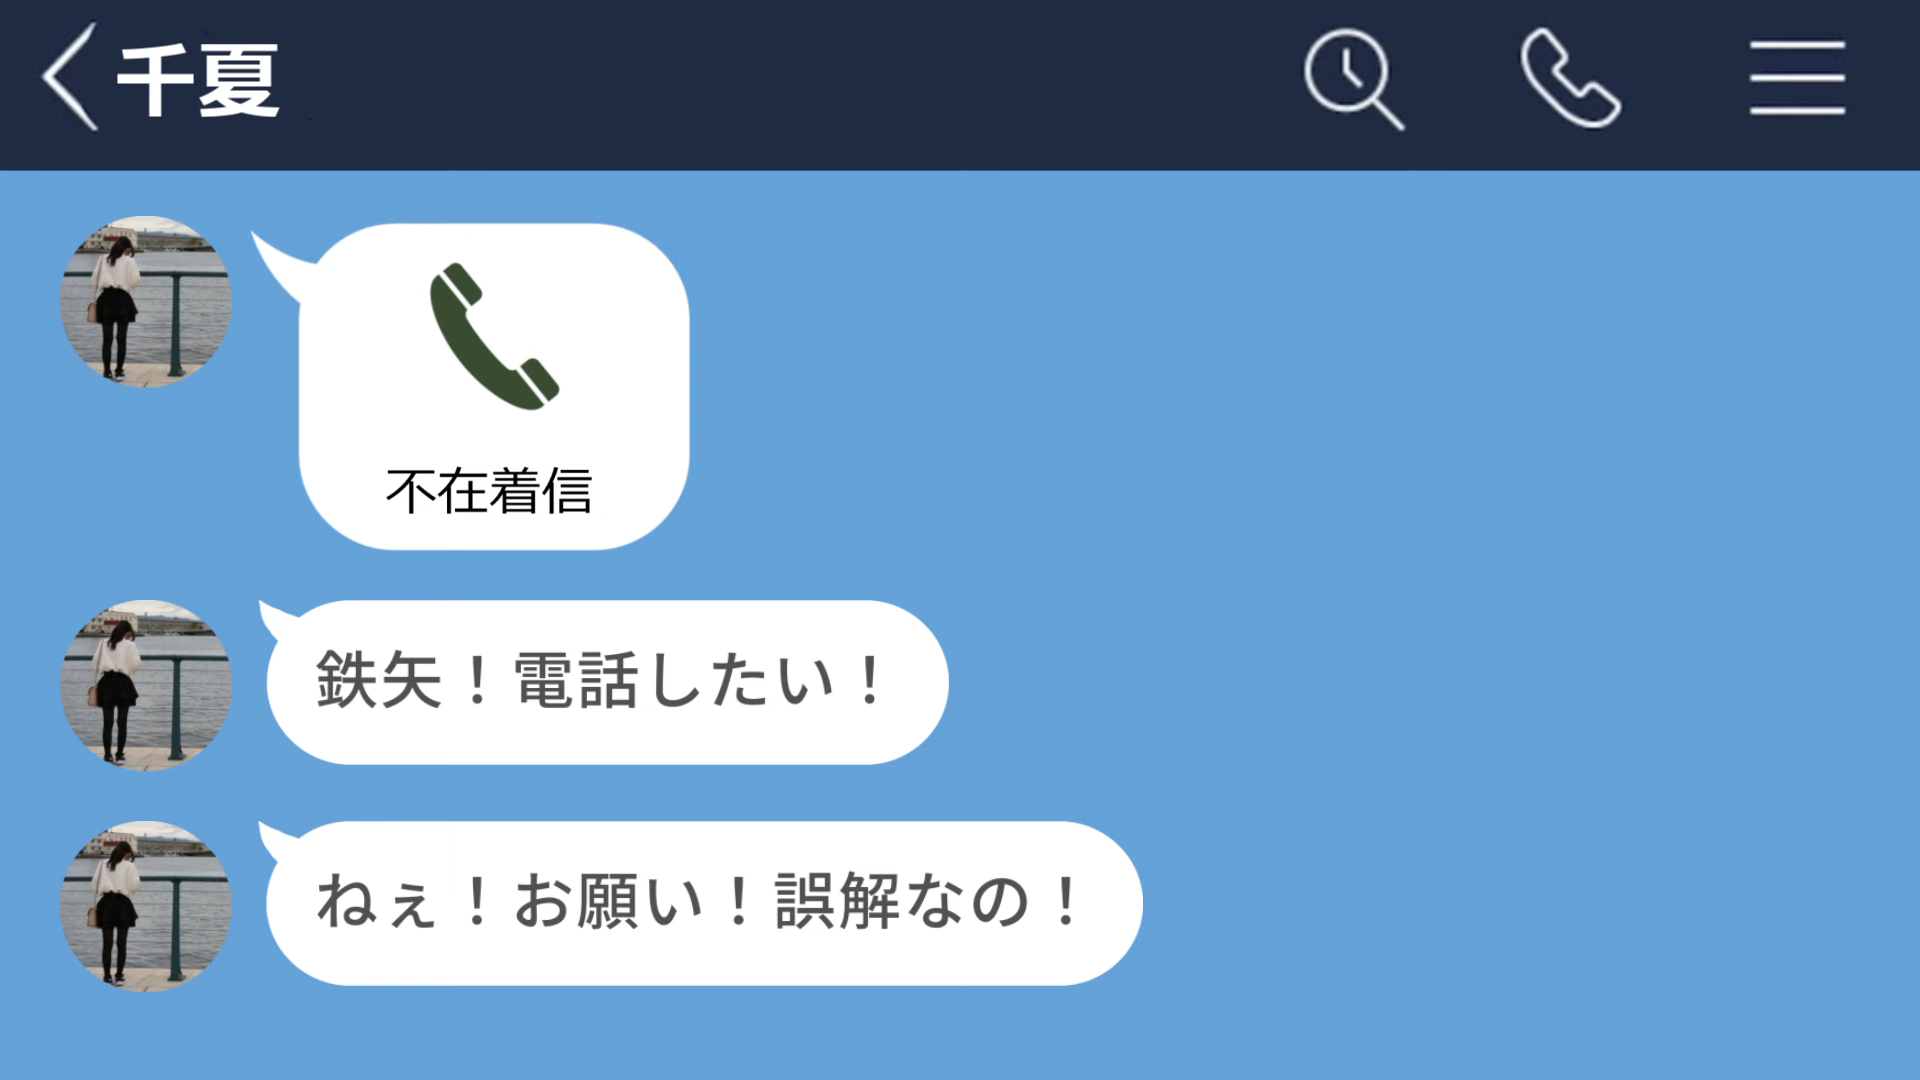 千夏
不在着信
鉄矢！電話したい！
ねぇ！お願い！誤解なの！